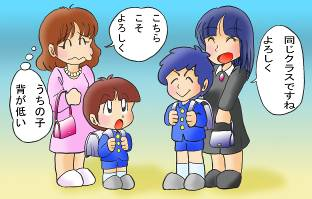 同じクラスですね
よろしく
こちら
こそ
よろしく
うちの子
背が低い